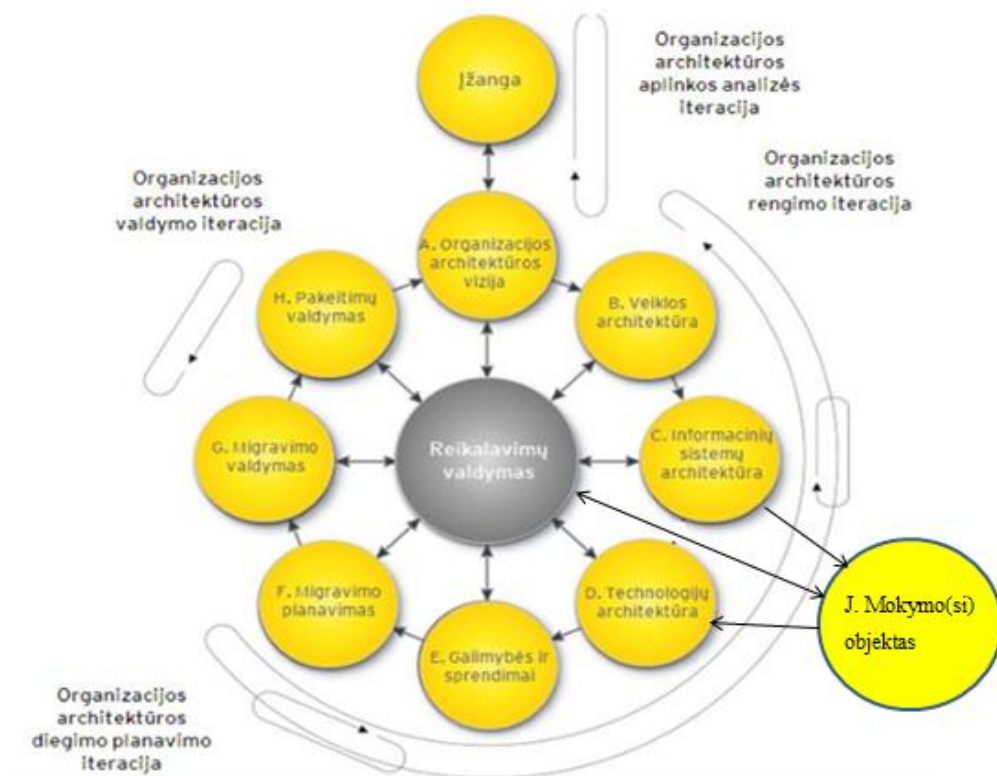 Įžanga
Organizacijos
architektūros
aplinkos analizės
iteracija
Organizacijos
architektūros
rengimo iteracija
Organizacijos
architektūros
valdymo iteracija
A. Organizacijos
architektūros
vizija
H. Pakeitimų
valdymas
B. Veiklos
architektūra
G. Migravimo
valdymas
Reikalavimų
valdymas
C. Informacinių
sistemų
architektūra
F. Migravimo
planavimas
D. Technologijų
architektūra
J. Mokymo(si)
objektas
E. Galimybės ir
sprendimai
Organizacijos
architektūros
diegimo planavimo
iteracija